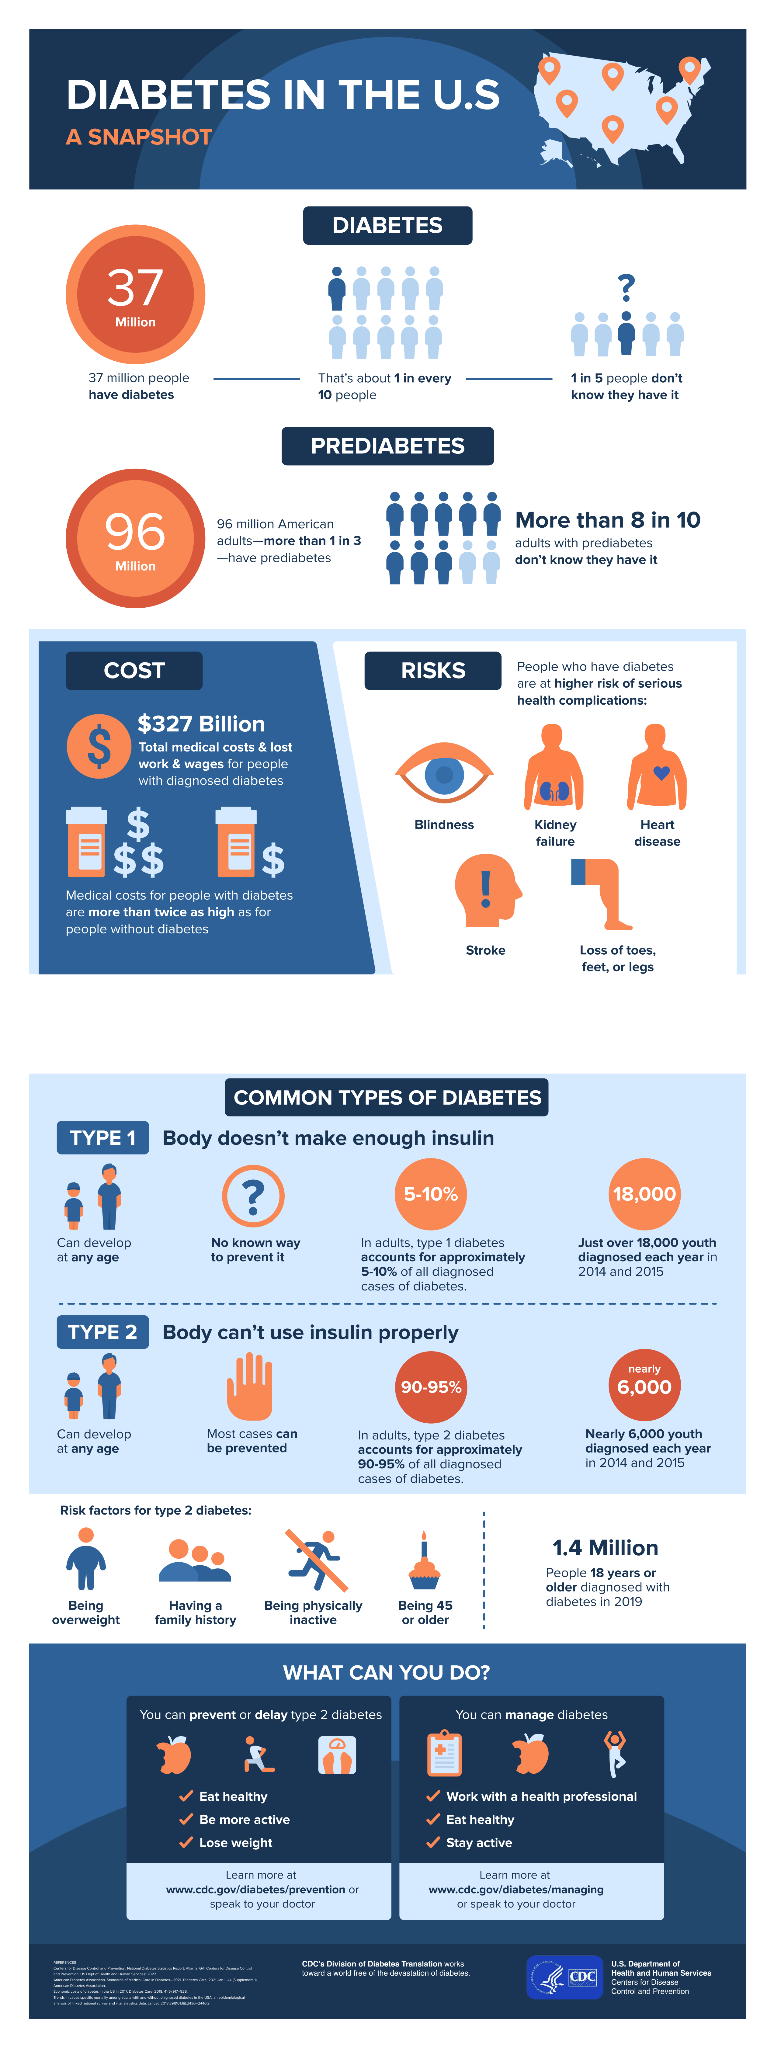 DIABETES IN THE U.S
A SNAPSHOT
DIABETES
37
Million
37 million people
have diabetes
That's about 1 in every
10 people
?
1 in 5 people don't
know they have it
PREDIABETES
96
Million
96 million American
adults—more than 1 in 3
—have prediabetes
More than 8 in 10
adults with prediabetes
don't know they have it
COST
$
$327 Billion
Total medical costs & lost
work & wages for people
with diagnosed diabetes
$
$$
$
Medical costs for people with diabetes
are more than twice as high as for
people without diabetes
RISKS
People who have diabetes
are at higher risk of serious
health complications:
Blindness
Kidney
failure
Heart
disease
!
Stroke
Loss of toes,
feet, or legs
COMMON TYPES OF DIABETES
TYPE 1
Body doesn't make enough insulin
Can develop
at any age
?
No known way
to prevent it
5-10%
In adults, type 1 diabetes
accounts for approximately
5-10% of all diagnosed
cases of diabetes.
18,000
Just over 18,000 youth
diagnosed each year in
2014 and 2015
TYPE 2
Body can't use insulin properly
Can develop
at any age
Most cases can
be prevented
90-95%
In adults, type 2 diabetes
accounts for approximately
90-95% of all diagnosed
cases of diabetes.
nearly
6,000
Nearly 6,000 youth
diagnosed each year
in 2014 and 2015
Risk factors for type 2 diabetes:
Being
overweight
Having a
family history
Being physically
inactive
Being 45
or older
1.4 Million
People 18 years or
older diagnosed with
diabetes in 2019
WHAT CAN YOU DO?
You can prevent or delay type 2 diabetes
Eat healthy
Be more active
Lose weight
Learn more at
www.cdc.gov/diabetes/prevention or
speak to your doctor
You can manage diabetes
Work with a health professional
Eat healthy
Stay active
Learn more at
www.cdc.gov/diabetes/managing
or speak to your doctor
REFERENCES
CDC's Division of Diabetes Translation works
toward a world free of the devastation of diabetes.
CDC
U.S. Department of
Health and Human Services
Centers for Disease
Control and Prevention